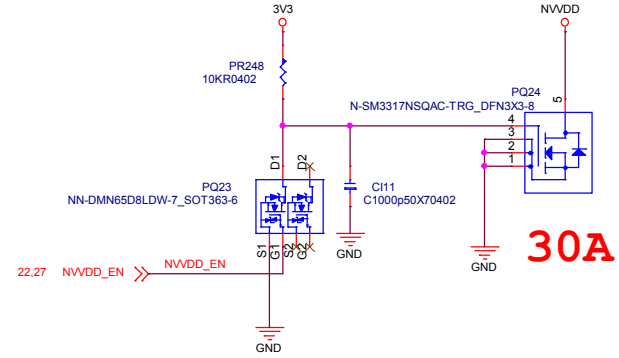 3V3
NVVDD
PR248
10KR0402
PQ24
N-SM3317NSQAC-TRG_DFN3X3-8
5
4
3
2
1
D1
D2
PQ23
NN-DMN65D8LDW-7_SOT363-6
CI11
C1000p50X70402
S1
G1
S2
G2
GND
GND
30A
22,27
NVVDD_EN
NVVDD_EN
GND